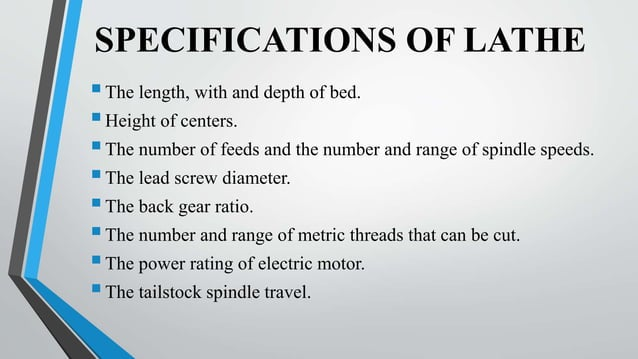 SPECIFICATIONS OF LATHE
The length, with and depth of bed.
Height of centers.
The number of feeds and the number and range of spindle speeds.
The lead screw diameter.
The back gear ratio.
The number and range of metric threads that can be cut.
The power rating of electric motor.
The tailstock spindle travel.